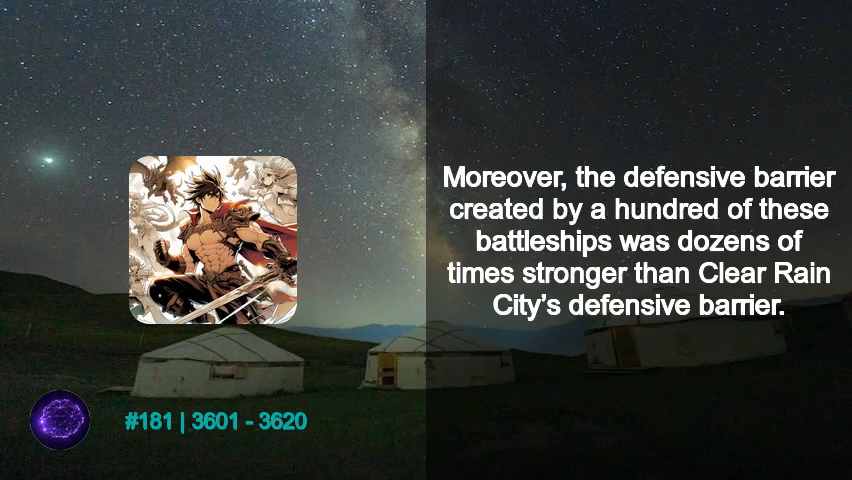 Moreover, the defensive barrier
created by a hundred of these
battleships was dozens of
times stronger than Clear Rain
City’s defensive barrier.
#181 | 3601 - 3620